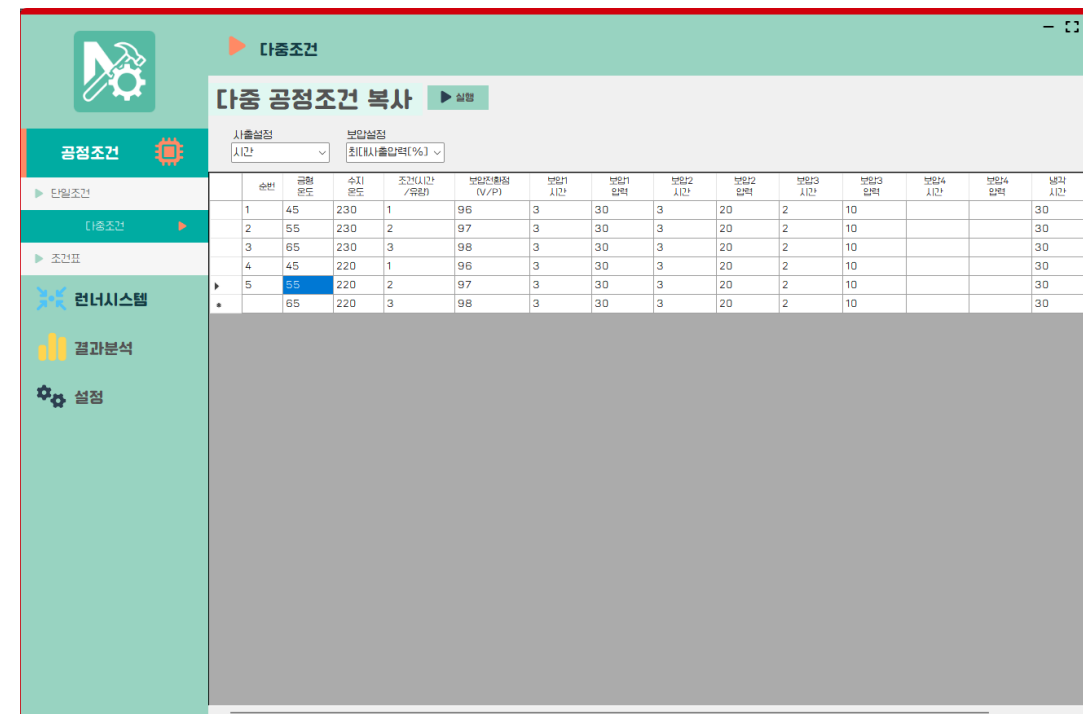 다중조건
다중 공정조건 복사 실행
사출설정 보압설정
시간 최대사출압력[%]
공정조건
단일조건
다중조건
조건표
런너시스템
결과분석
설정
순번 금형 온도 수지 온도 조건(시간/유량) 보압전환점 (V/P) 보압1 시간 보압1 압력 보압2 시간 보압2 압력 보압3 시간 보압3 압력 보압4 시간 보압4 압력 냉각 시간
1 45 230 1 96 3 30 3 20 2 10 30
2 55 230 2 97 3 30 3 20 2 10 30
3 65 230 3 98 3 30 3 20 2 10 30
4 45 220 1 96 3 30 3 20 2 10 30
5 55 220 2 97 3 30 3 20 2 10 30
65 220 3 98 3 30 3 20 2 10 30